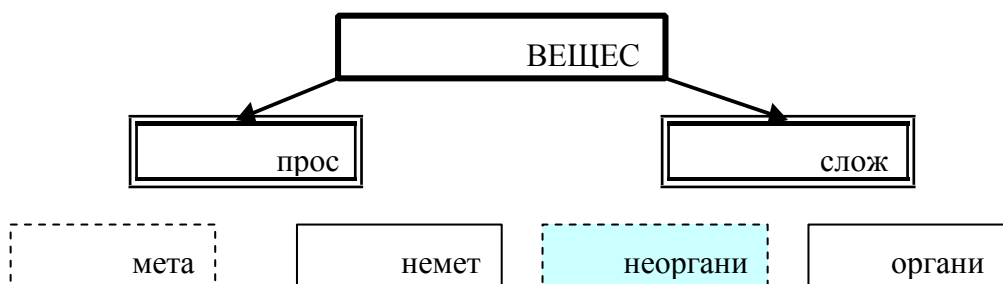 ВЕЩЕС
прос
слож
мета
немет
неоргани
органи